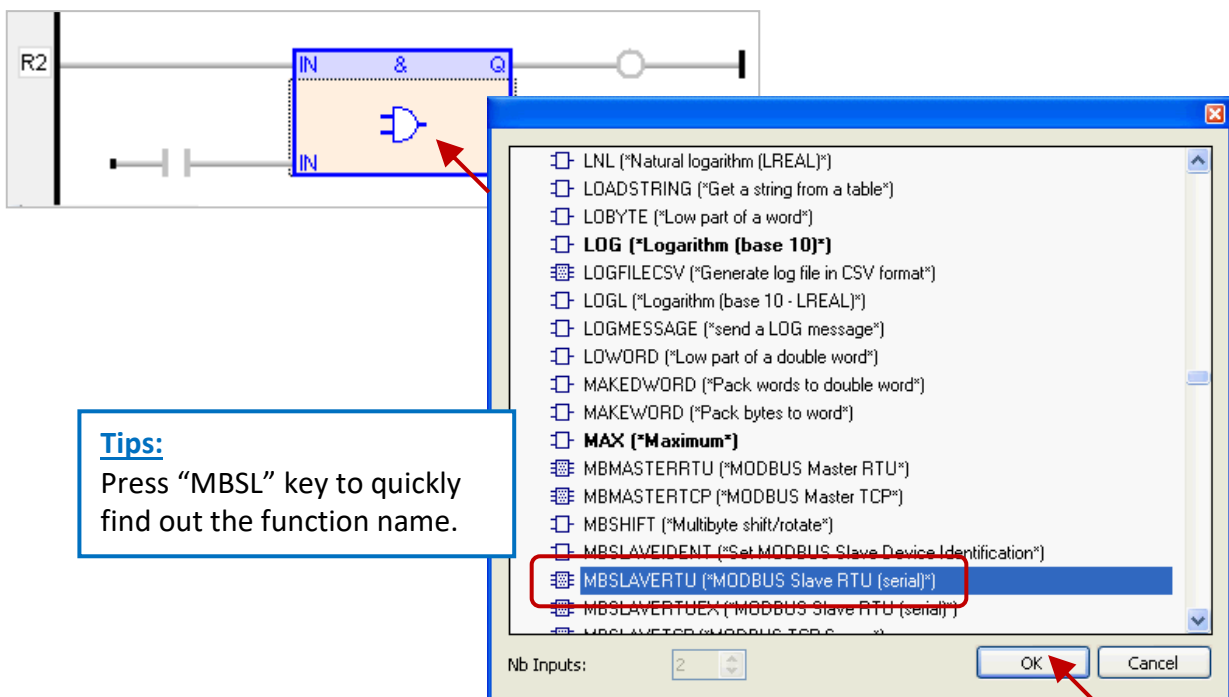 R2
IN & Q
IN
LNL (*Natural logarithm (LREAL)*)
LOADSTRING (*Get a string from a table*)
LOBYTE (*Low part of a word*)
LOG (*Logarithm (base 10)*)
LOGFILECSV (*Generate log file in CSV format*)
LOGL (*Logarithm (base 10 - LREAL)*)
LOGMESSAGE (*send a LOG message*)
LOWORD (*Low part of a double word*)
MAKEDWORD (*Pack words to double word*)
MAKEWORD (*Pack bytes to word*)
MAX (*Maximum*)
MBMASTERRTU (*MODBUS Master RTU*)
MBMASTERTCP (*MODBUS Master TCP*)
MBSHIFT (*Multibyte shift/rotate*)
MBSLAVEIDENT (*Set MODBUS Slave Device Identification*)
MBSLAVERTU (*MODBUS Slave RTU (serial)*)
MBSLAVERTUEX (*MODBUS Slave RTU (serial)*)
MBSLAVETCP (*MODBUS TCP
Nb Inputs: 2 OK Cancel
Tips:
Press “MBSL” key to quickly
find out the function name.